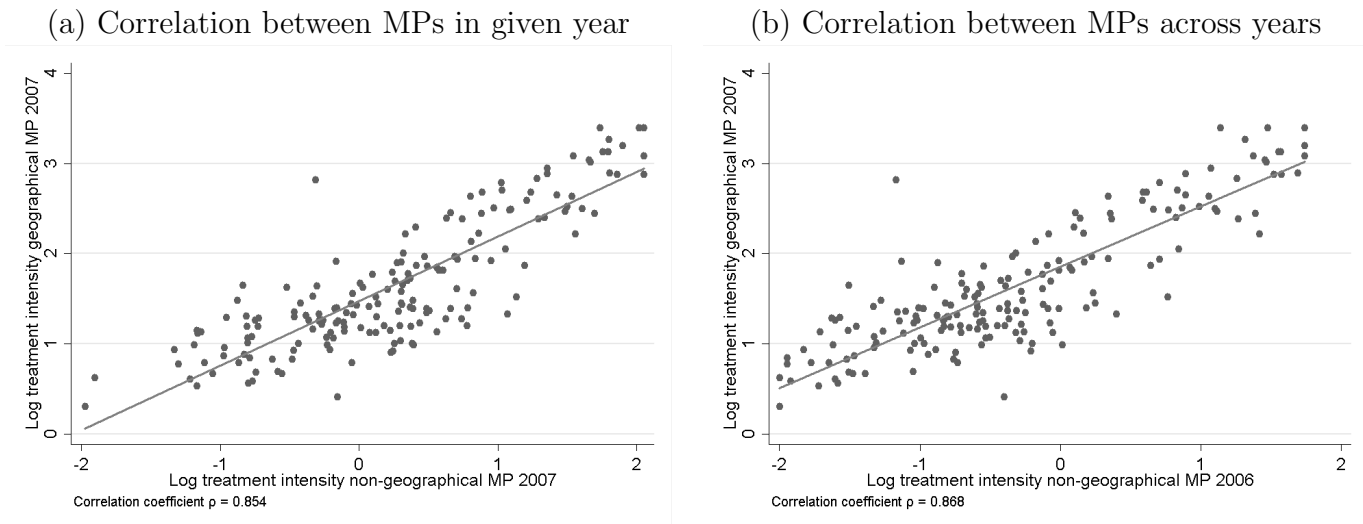 (a) Correlation between MPs in given year
Log treatment intensity geographical MP 2007
4
3
2
1
0
-2 -1 0 1 2
Log treatment intensity non-geographical MP 2007
Correlation coefficient ρ = 0.854
(b) Correlation between MPs across years
Log treatment intensity geographical MP 2007
4
3
2
1
0
-2 -1 0 1 2
Log treatment intensity non-geographical MP 2006
Correlation coefficient ρ = 0.868